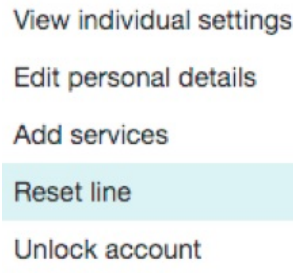 View individual settings
Edit personal details
Add services
Reset line
Unlock account